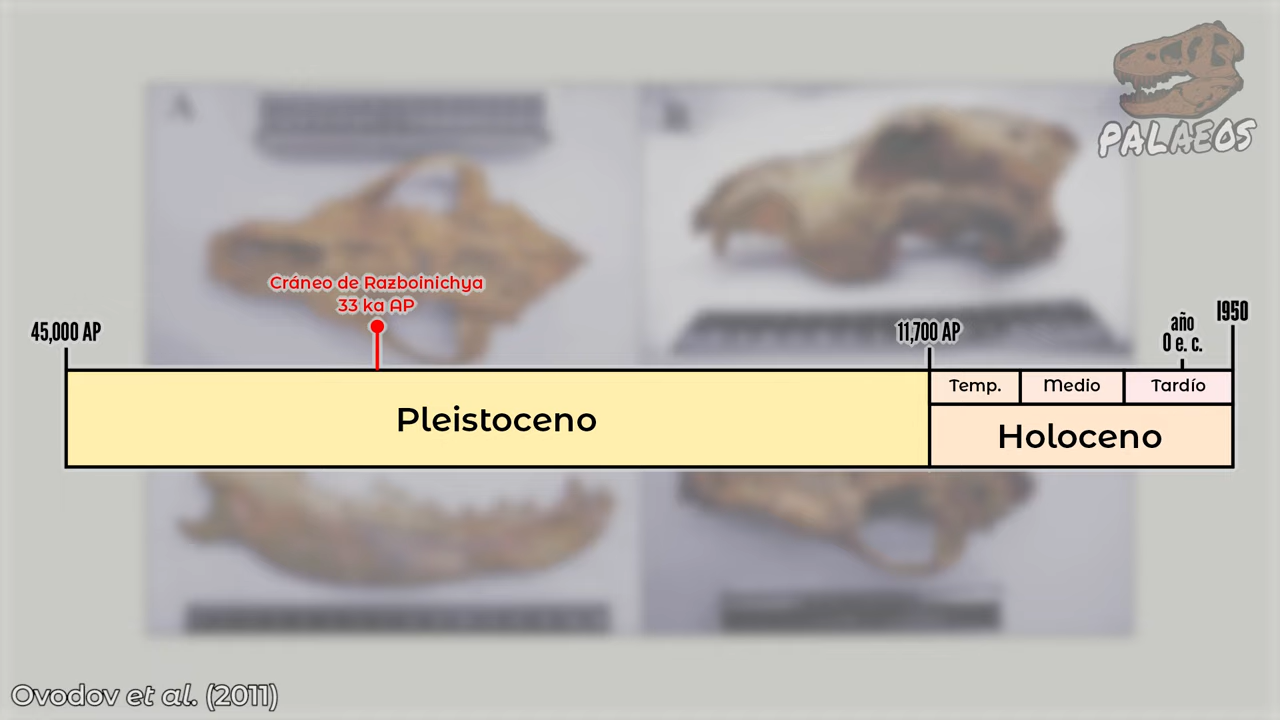 A
B
PALAEOS
Cráneo de Razboinichya
33 ka AP
45,000 AP
11,700 AP
año
0 e. c.
1950
Temp.
Medio
Tardío
Pleistoceno
Holoceno
Ovodov et al. (2011)